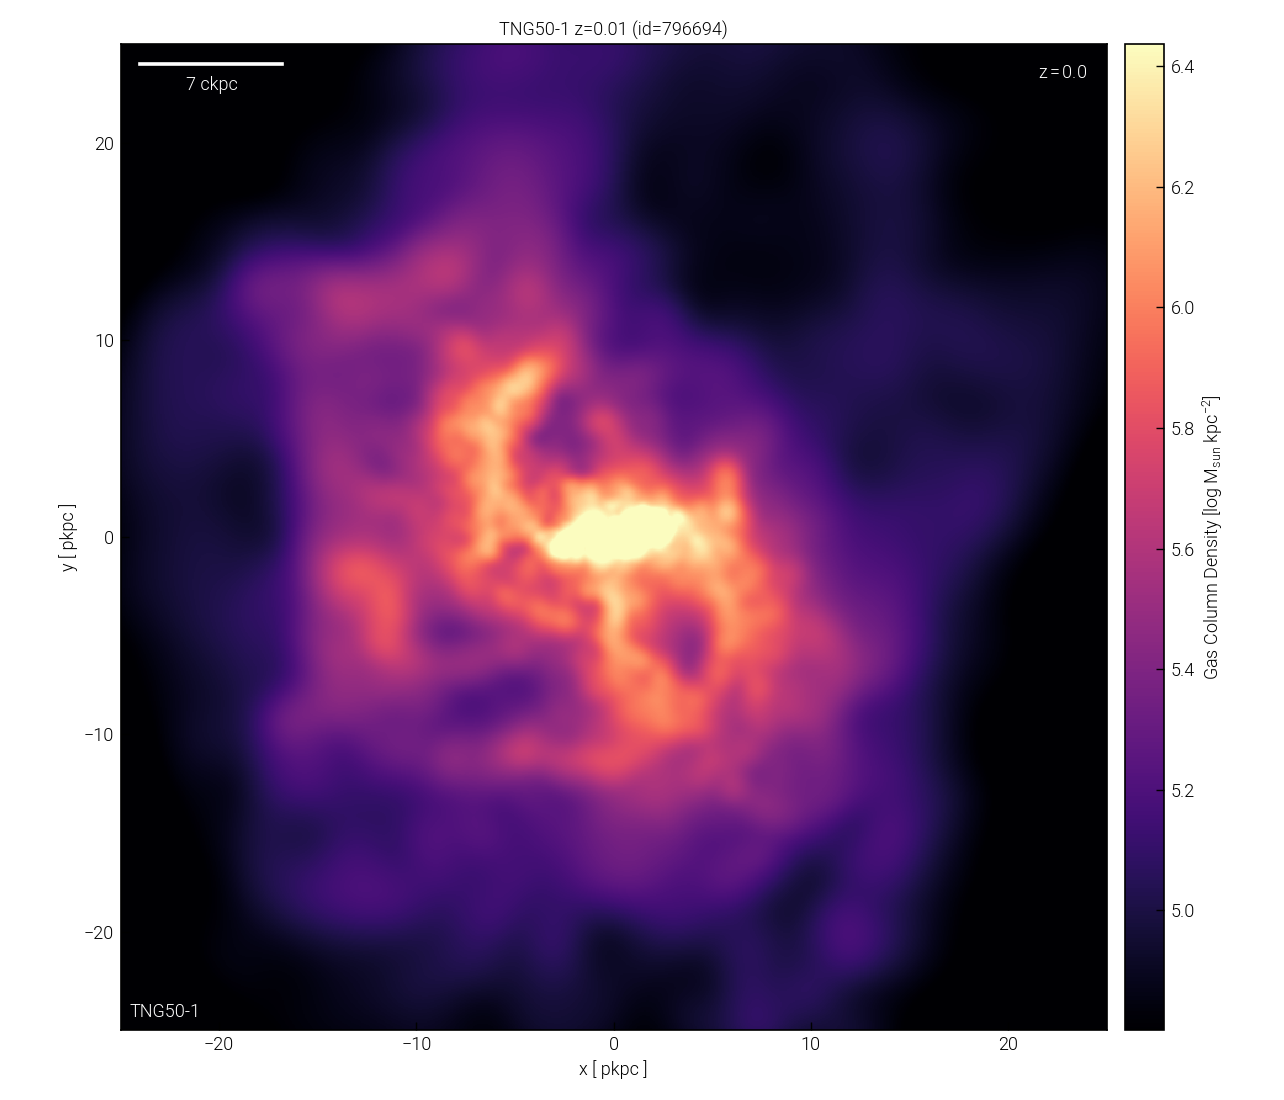 TNG50-1 z=0.01 (id=796694)
7 ckpc
z=0.0
TNG50-1
y [ pkpc ]
20
10
0
−10
−20
−20
−10
0
10
20
x [ pkpc ]
6.4
6.2
6.0
5.8
5.6
5.4
5.2
5.0
Gas Column Density [log M_sun kpc^−2]